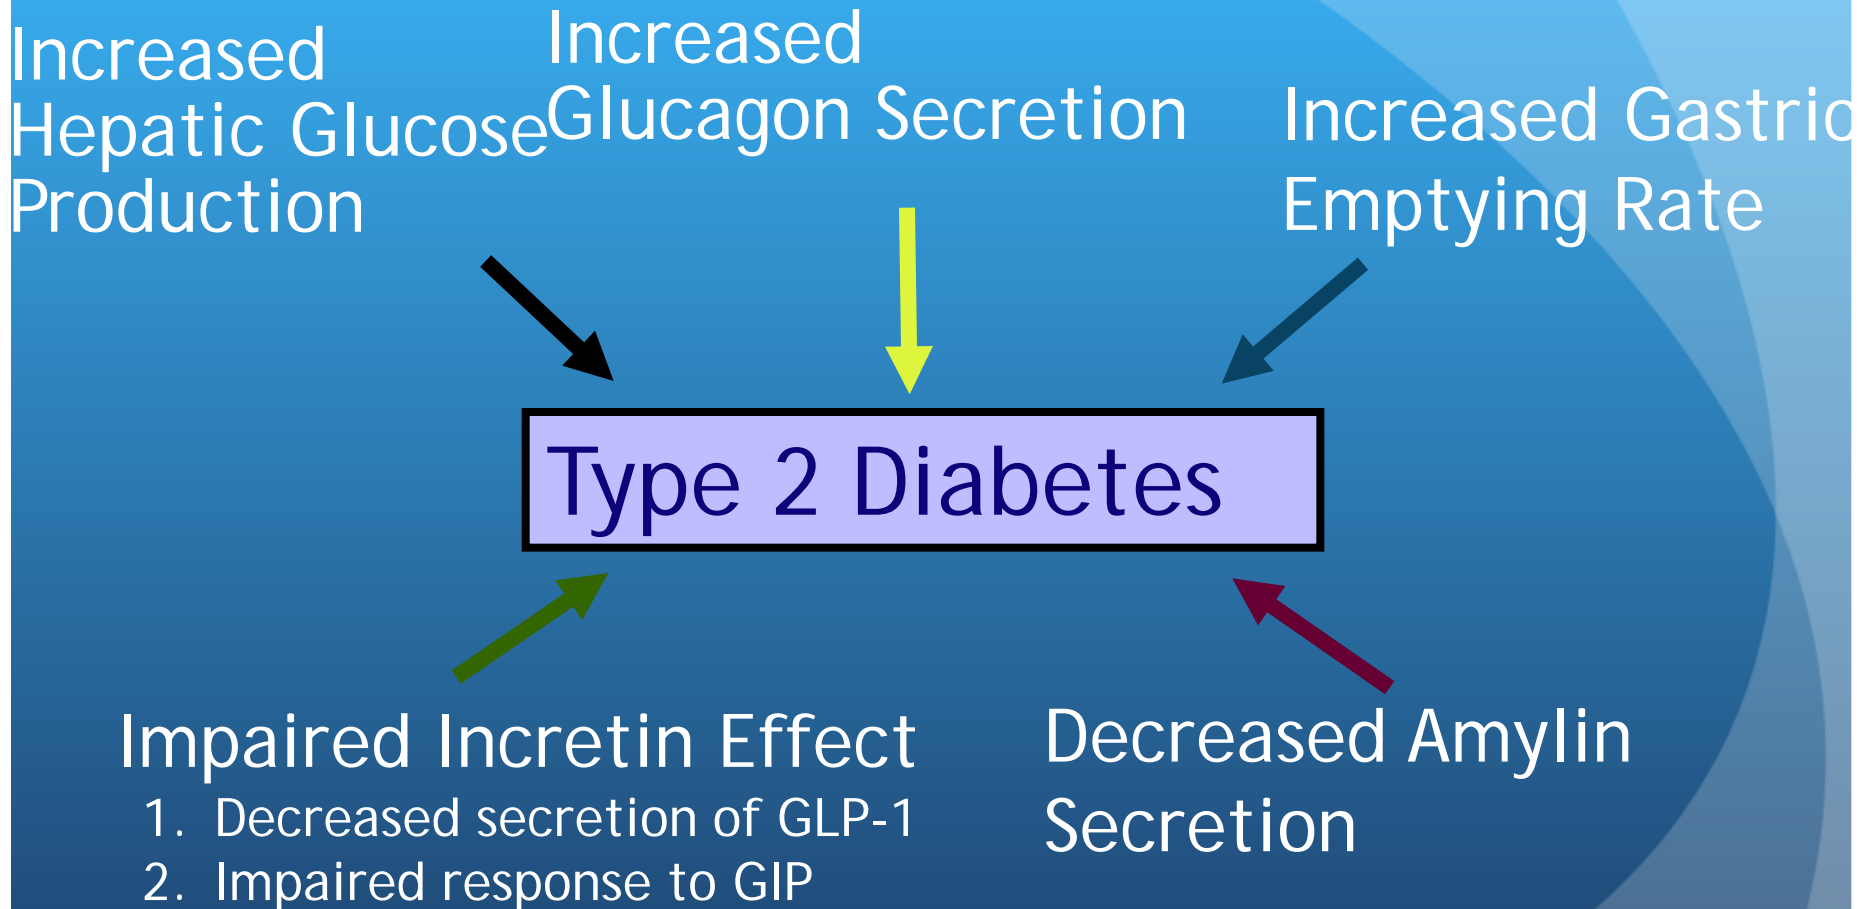 Increased
Hepatic Glucose
Production
Increased
Glucagon Secretion
Increased Gastric
Emptying Rate
Type 2 Diabetes
Impaired Incretin Effect
1. Decreased secretion of GLP-1
2. Impaired response to GIP
Decreased Amylin
Secretion